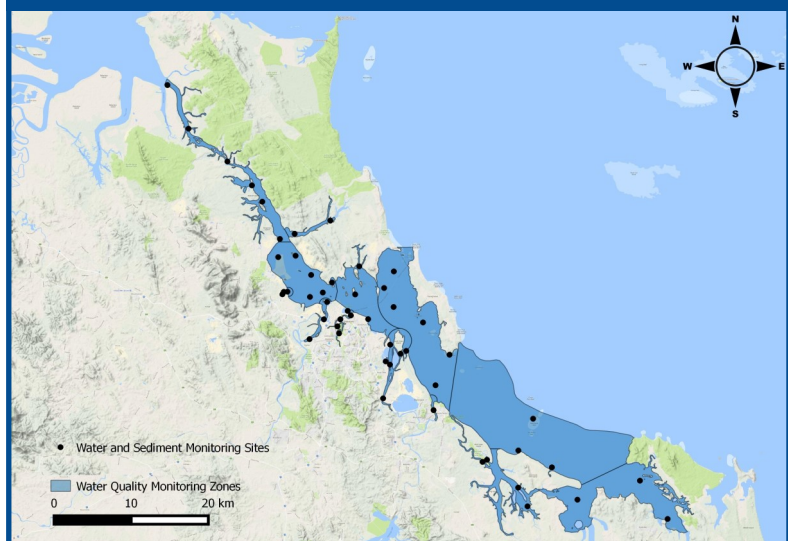 N
W E
S
Water and Sediment Monitoring Sites
Water Quality Monitoring Zones
0 10 20 km